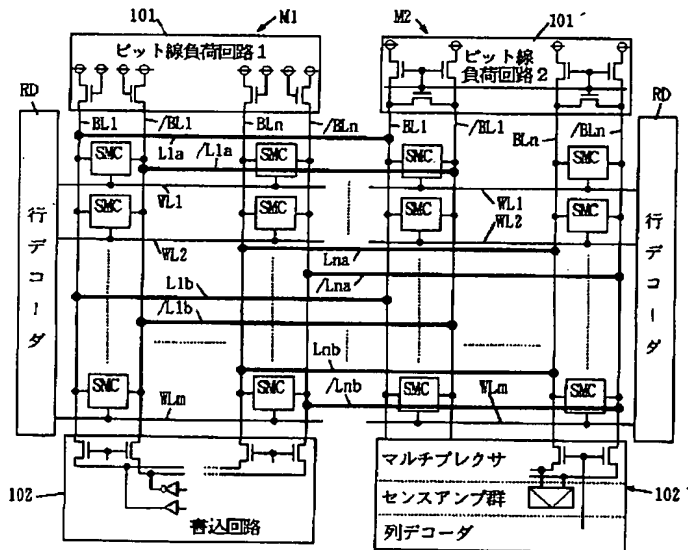 101 M1 M2 101
ビット線負荷回路1
ビット線
負荷回路2
RD RD
BL1 /BL1 BLn /BLn BL1 /BL1 BLn /BLn
L1a /L1a
SMC SMC SMC SMC
WL1 WL1
SMC SMC SMC SMC
WL2 WL2
行デコーダ 行デコーダ
Lna
/Lna
L1b
/L1b
Lnb
/Lnb
SMC SMC SMC SMC
WLm WLm
102 102
書込回路
マルチプレクサ
センスアンプ群
列デコーダ